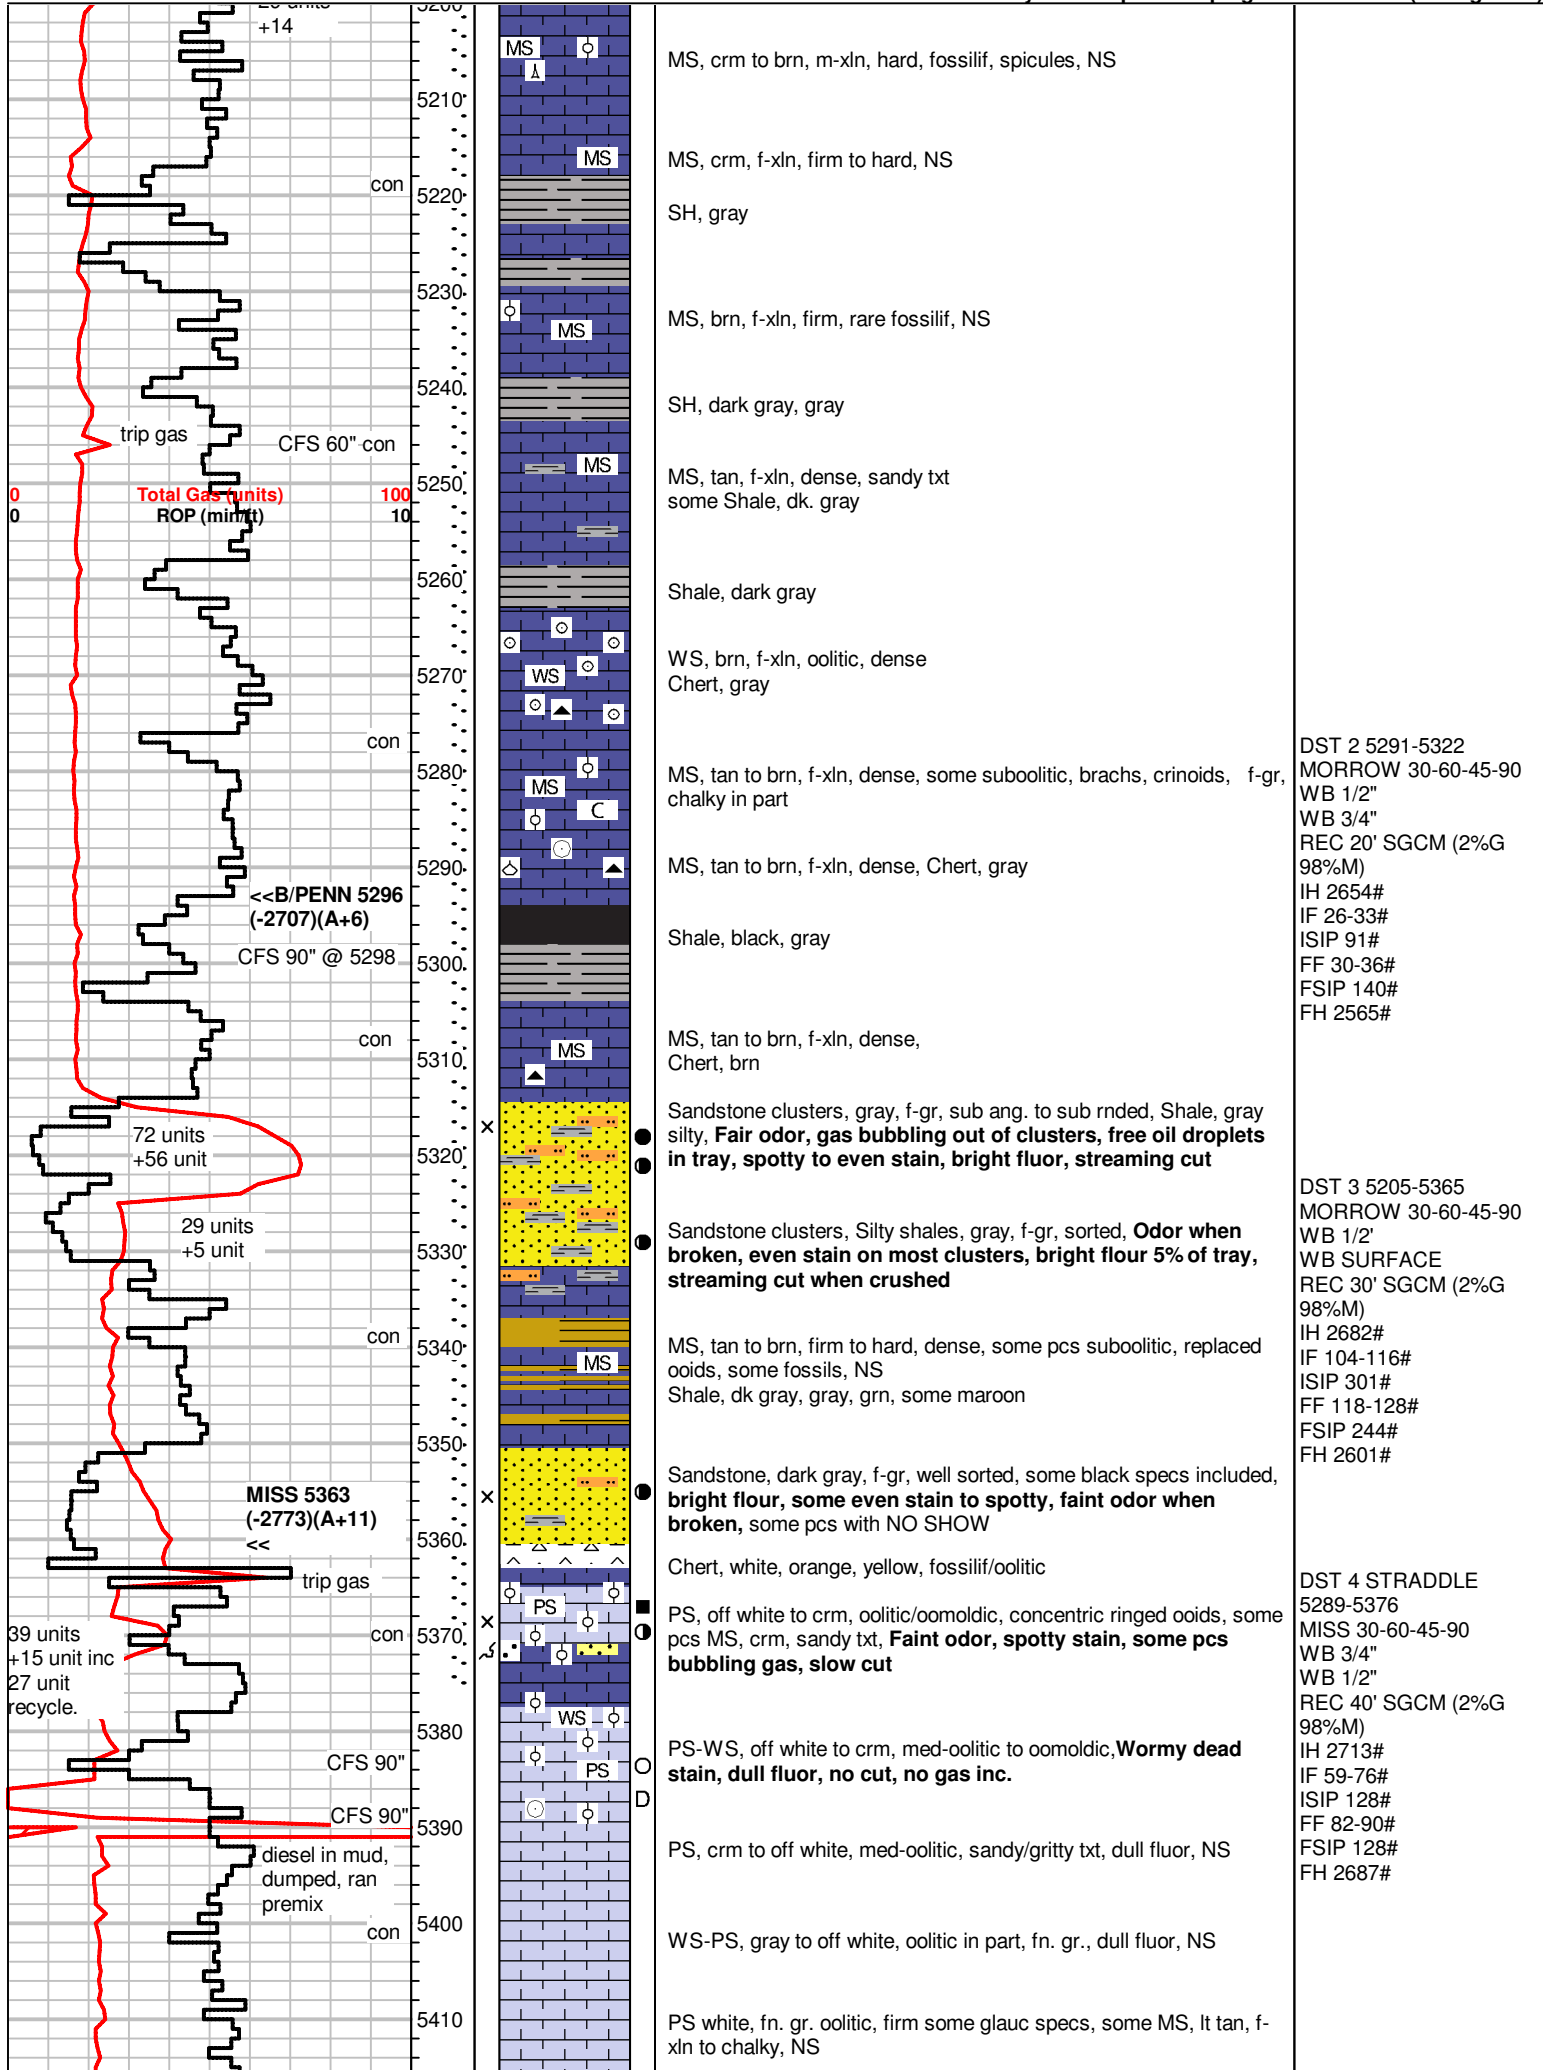 +14
MS
MS, crm to brn, m-xln, hard, fossilif, spicules, NS
5210
MS
MS, crm, f-xln, firm to hard, NS
con
5220
SH, gray
5230
MS
MS, brn, f-xln, firm, rare fossilif, NS
5240
SH, dark gray, gray
trip gas
CFS 60" con
MS
MS, tan, f-xln, dense, sandy txt
some Shale, dk. gray
5250
0 Total Gas (units) 100
0 ROP (min/ft) 10
5260
Shale, dark gray
WS
WS, brn, f-xln, oolitic, dense
Chert, gray
5270
con
5280
MS
C
MS, tan to brn, f-xln, dense, some suboolitic, brachs, crinoids, f-gr,
chalky in part
DST 2 5291-5322
MORROW 30-60-45-90
WB 1/2"
WB 3/4"
REC 20' SGCM (2%G
98%M)
IH 2654#
IF 26-33#
ISIP 91#
FF 30-36#
FSIP 140#
FH 2565#
5290
MS, tan to brn, f-xln, dense, Chert, gray
<<B/PENN 5296
(-2707)(A+6)
CFS 90" @ 5298
Shale, black, gray
5300
con
5310
MS
MS, tan to brn, f-xln, dense,
Chert, brn
72 units
+56 unit
5320
Sandstone clusters, gray, f-gr, sub ang. to sub rnded, Shale, gray
silty, Fair odor, gas bubbling out of clusters, free oil droplets
in tray, spotty to even stain, bright fluor, streaming cut
29 units
+5 unit
5330
Sandstone clusters, Silty shales, gray, f-gr, sorted, Odor when
broken, even stain on most clusters, bright flour 5% of tray,
streaming cut when crushed
DST 3 5205-5365
MORROW 30-60-45-90
WB 1/2'
WB SURFACE
REC 30' SGCM (2%G
98%M)
IH 2682#
IF 104-116#
ISIP 301#
FF 118-128#
FSIP 244#
FH 2601#
con
5340
MS
MS, tan to brn, firm to hard, dense, some pcs suboolitic, replaced
ooids, some fossils, NS
Shale, dk gray, gray, grn, some maroon
5350
MISS 5363
(-2773)(A+11)
<<
Sandstone, dark gray, f-gr, well sorted, some black specs included,
bright flour, some even stain to spotty, faint odor when
broken, some pcs with NO SHOW
5360
Chert, white, orange, yellow, fossilif/oolitic
trip gas
PS
con
5370
PS, off white to crm, oolitic/oomoldic, concentric ringed ooids, some
pcs MS, crm, sandy txt, Faint odor, spotty stain, some pcs
bubbling gas, slow cut
39 units
+15 unit inc
27 unit
recycle.
DST 4 STRADDLE
5289-5376
MISS 30-60-45-90
WB 3/4"
WB 1/2"
REC 40' SGCM (2%G
98%M)
IH 2713#
IF 59-76#
ISIP 128#
FF 82-90#
FSIP 128#
FH 2687#
WS
5380
CFS 90"
PS
PS-WS, off white to crm, med-oolitic to oomoldic,Wormy dead
stain, dull fluor, no cut, no gas inc.
D
CFS 90"
5390
diesel in mud,
dumped, ran
premix
PS, crm to off white, med-oolitic, sandy/gritty txt, dull fluor, NS
5400
con
WS-PS, gray to off white, oolitic in part, fn. gr., dull fluor, NS
5410
PS white, fn. gr. oolitic, firm some glauc specs, some MS, lt tan, f-
xln to chalky, NS